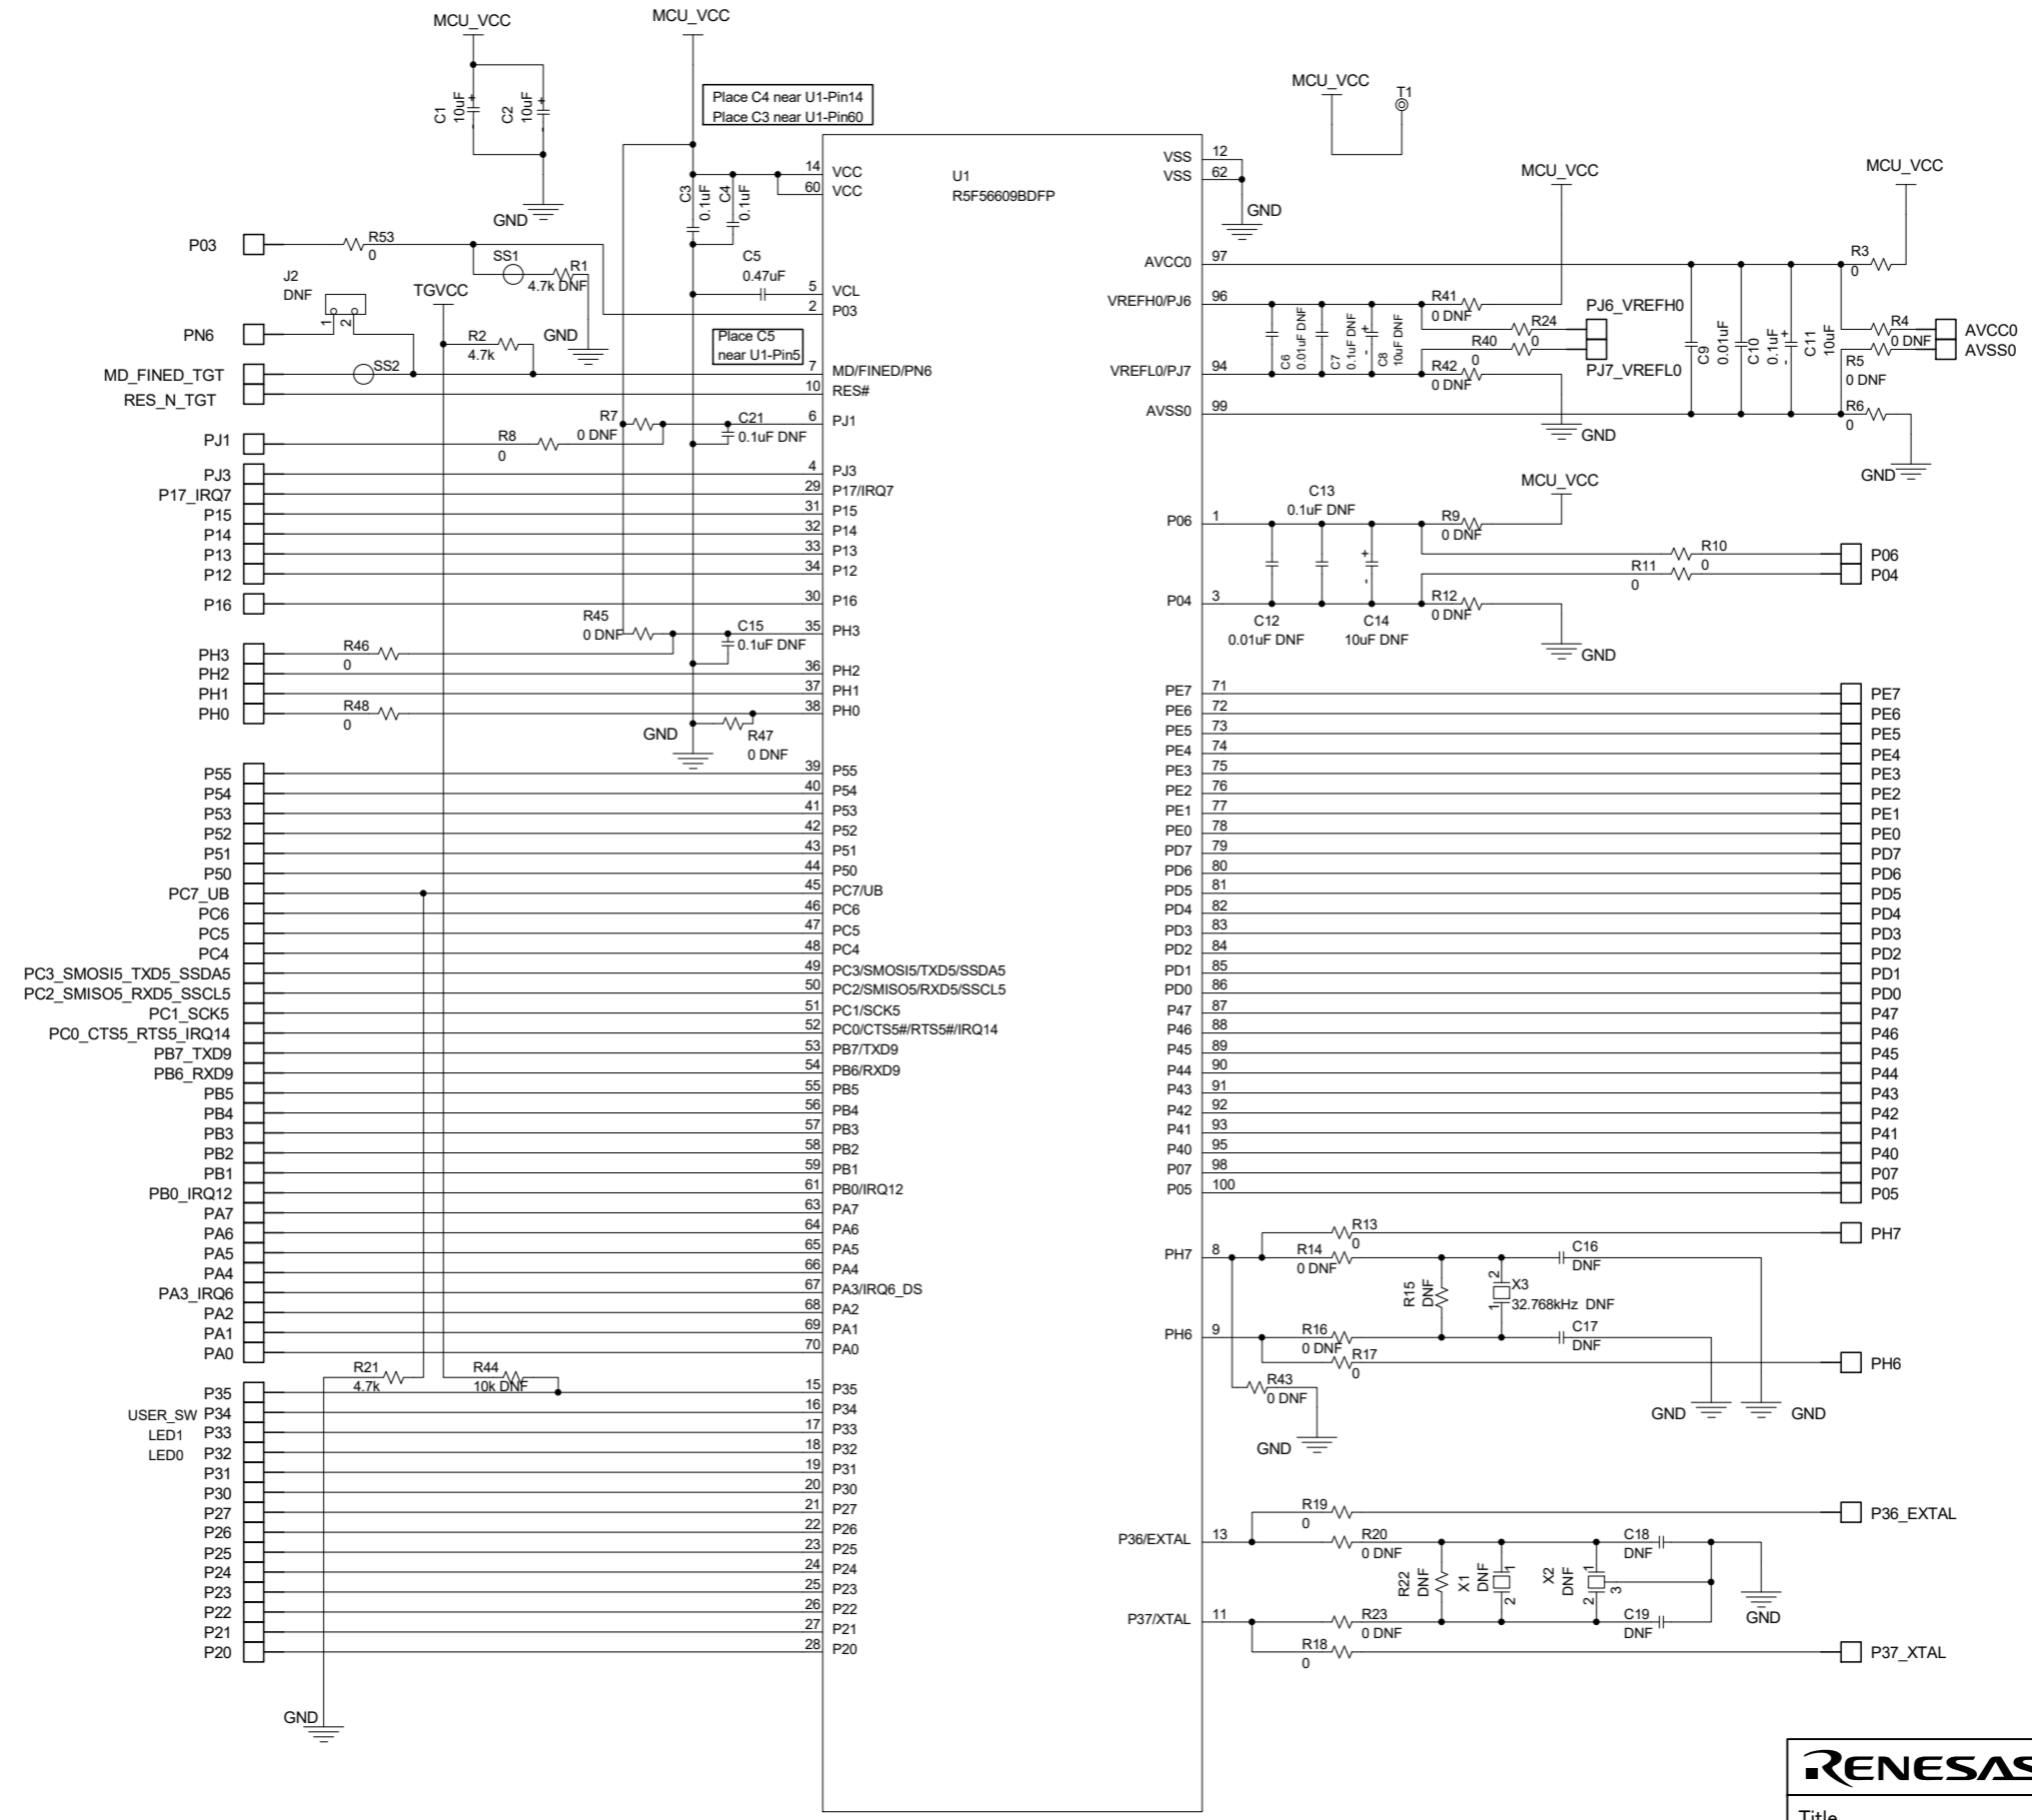 MCU_VCC
MCU_VCC
MCU_VCC
T1
C1
10uF
+
-
C2
10uF
+
-
GND
Place C4 near U1-Pin14
Place C3 near U1-Pin60
C3
0.1uF
C4
0.1uF
C5
0.47uF
Place C5
near U1-Pin5
U1
R5F56609BDFP
P03
R53
0
SS1
R1
4.7k DNF
GND
J2
DNF
1
2
TGVCC
R2
4.7k
PN6
MD_FINED_TGT
SS2
RES_N_TGT
PJ1
R7
0 DNF
R8
0
C21
0.1uF DNF
PJ3
P17_IRQ7
P15
P14
P13
P12
P16
R45
0 DNF
C15
0.1uF DNF
R46
0
PH3
PH2
PH1
PH0
R48
0
GND
R47
0 DNF
P55
P54
P53
P52
P51
P50
PC7_UB
PC6
PC5
PC4
PC3_SMOSI5_TXD5_SSDA5
PC2_SMISO5_RXD5_SSCL5
PC1_SCK5
PC0_CTS5_RTS5_IRQ14
PB7_TXD9
PB6_RXD9
PB5
PB4
PB3
PB2
PB1
PB0_IRQ12
PA7
PA6
PA5
PA4
PA3_IRQ6
PA2
PA1
PA0
R21
4.7k
R44
10k DNF
P35
USER_SW P34
LED1 P33
LED0 P32
P31
P30
P27
P26
P25
P24
P23
P22
P21
P20
GND
14 VCC
60 VCC
5 VCL
2 P03
7 MD/FINED/PN6
10 RES#
6 PJ1
4 PJ3
29 P17/IRQ7
31 P15
32 P14
33 P13
34 P12
30 P16
35 PH3
36 PH2
37 PH1
38 PH0
39 P55
40 P54
41 P53
42 P52
43 P51
44 P50
45 PC7/UB
46 PC6
47 PC5
48 PC4
49 PC3/SMOSI5/TXD5/SSDA5
50 PC2/SMISO5/RXD5/SSCL5
51 PC1/SCK5
52 PC0/CTS5#/RTS5#/IRQ14
53 PB7/TXD9
54 PB6/RXD9
55 PB5
56 PB4
57 PB3
58 PB2
59 PB1
61 PB0/IRQ12
63 PA7
64 PA6
65 PA5
66 PA4
67 PA3/IRQ6_DS
68 PA2
69 PA1
70 PA0
15 P35
16 P34
17 P33
18 P32
19 P31
20 P30
21 P27
22 P26
23 P25
24 P24
25 P23
26 P22
27 P21
28 P20
VSS 12
VSS 62
GND
AVCC0 97
VREFH0/PJ6 96
VREFL0/PJ7 94
AVSS0 99
MCU_VCC
C6
0.01uF DNF
C7
0.1uF DNF
C8
10uF DNF
+
-
R41
0 DNF
R24
0
R40
0
R42
0 DNF
PJ6_VREFH0
PJ7_VREFL0
GND
MCU_VCC
R3
0
C9
0.01uF
C10
0.1uF
C11
10uF
+
-
R4
0 DNF
R5
0 DNF
R6
0
AVCC0
AVSS0
GND
MCU_VCC
P06 1
P04 3
C13
0.1uF DNF
C12
0.01uF DNF
C14
10uF DNF
+
-
R9
0 DNF
R10
0
R11
0
R12
0 DNF
P06
P04
GND
PE7 71 PE7
PE6 72 PE6
PE5 73 PE5
PE4 74 PE4
PE3 75 PE3
PE2 76 PE2
PE1 77 PE1
PE0 78 PE0
PD7 79 PD7
PD6 80 PD6
PD5 81 PD5
PD4 82 PD4
PD3 83 PD3
PD2 84 PD2
PD1 85 PD1
PD0 86 PD0
P47 87 P47
P46 88 P46
P45 89 P45
P44 90 P44
P43 91 P43
P42 92 P42
P41 93 P41
P40 95 P40
P07 98 P07
P05 100 P05
PH7 8
R13
0
PH7
R14
0 DNF
C16
DNF
R15
DNF
2
1
X3
32.768kHz DNF
PH6 9
R16
0 DNF
C17
DNF
R17
0
PH6
R43
0 DNF
GND
GND
GND
P36/EXTAL 13
R19
0
P36_EXTAL
R20
0 DNF
C18
DNF
R22
DNF
X1
DNF
1
2
X2
DNF
1
2
3
GND
P37/XTAL 11
R23
0 DNF
C19
DNF
R18
0
P37_XTAL
RENESAS
Title